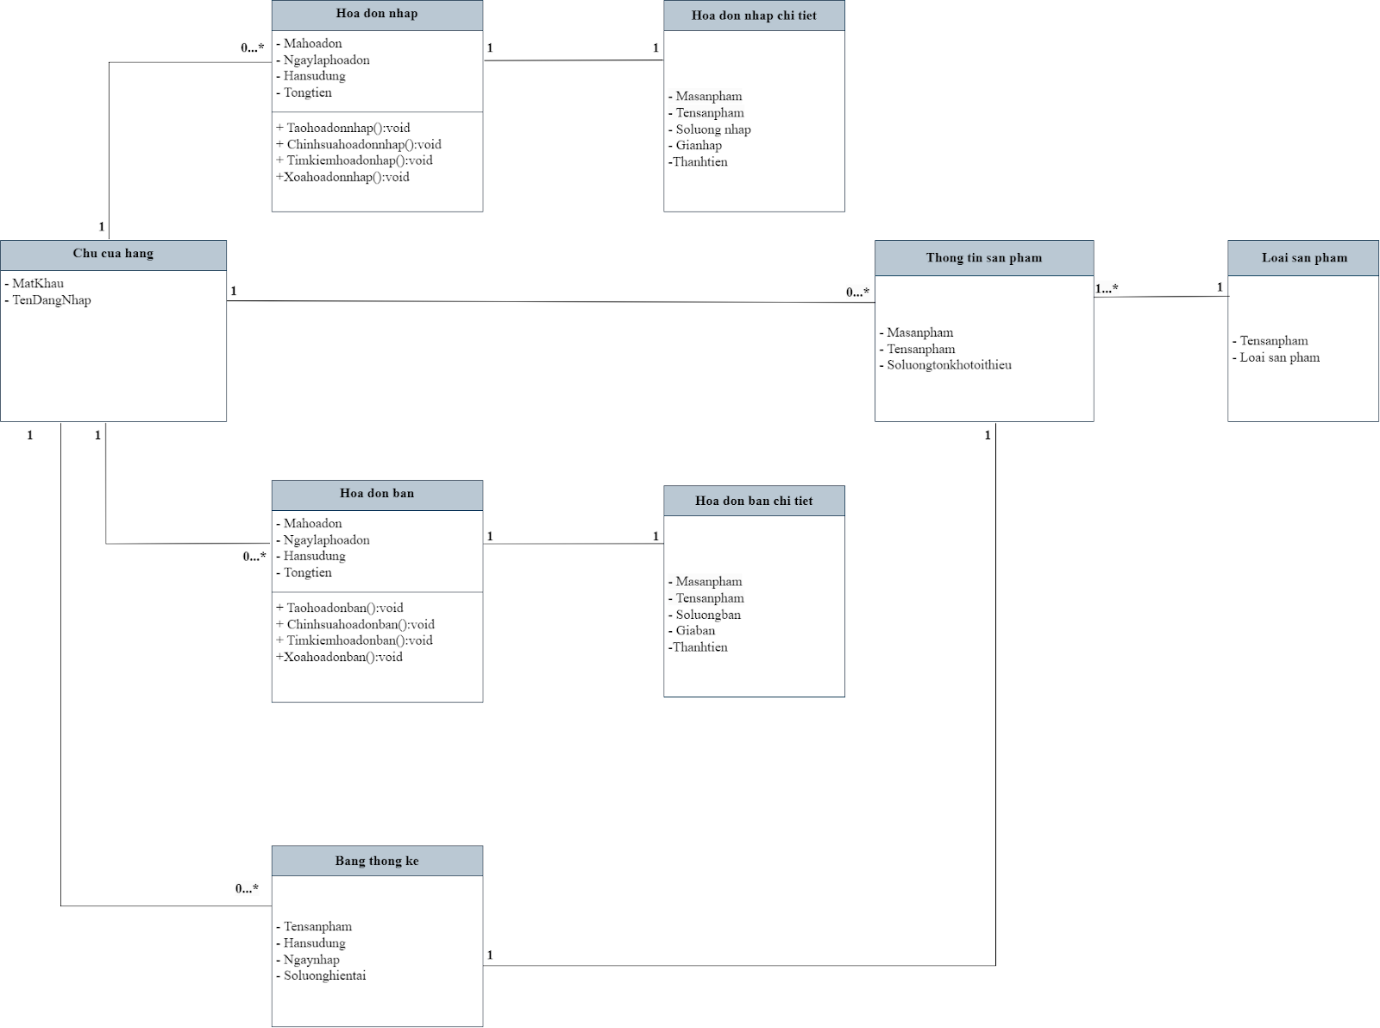 Hoa don nhap
- Mahoadon
- Ngaylaphoadon
- Hansudung
- Tongtien
+ Taohoadonnhap():void
+ Chinhsuahoadonnhap():void
+ Timkiemhoadonhap():void
+Xoahoadonnhap():void
0...*
1
1
1
Hoa don nhap chi tiet
- Masanpham
- Tensanpham
- Soluong nhap
- Gianhap
-Thanhtien
Chu cua hang
- MatKhau
- TenDangNhap
1
0...*
Thong tin san pham
- Masanpham
- Tensanpham
- Soluongtonkhotoithieu
1...*
1
Loai san pham
- Tensanpham
- Loai san pham
1
1
1
Hoa don ban
- Mahoadon
- Ngaylaphoadon
- Hansudung
- Tongtien
+ Taohoadonban():void
+ Chinhsuahoadonban():void
+ Timkiemhoadonban():void
+Xoahoadonban():void
0...*
1
1
Hoa don ban chi tiet
- Masanpham
- Tensanpham
- Soluongban
- Giaban
-Thanhtien
0...*
Bang thong ke
- Tensanpham
- Hansudung
- Ngaynhap
- Soluonghientai
1